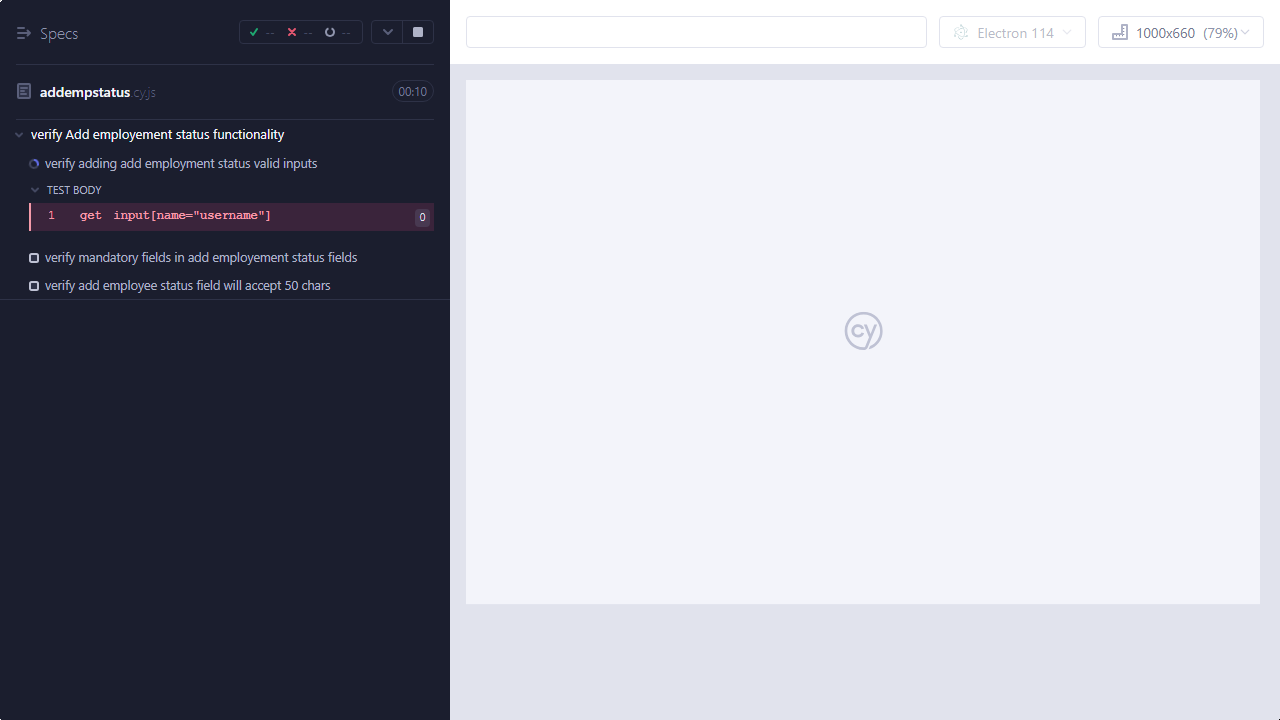 Specs -- -- --
Electron 114 1000x660 (79%)
addempstatus.cy.js 00:10
verify Add employement status functionality
verify adding add employment status valid inputs
TEST BODY
1 get input[name="username"] 0
verify mandatory fields in add employement status fields
verify add employee status field will accept 50 chars
cy